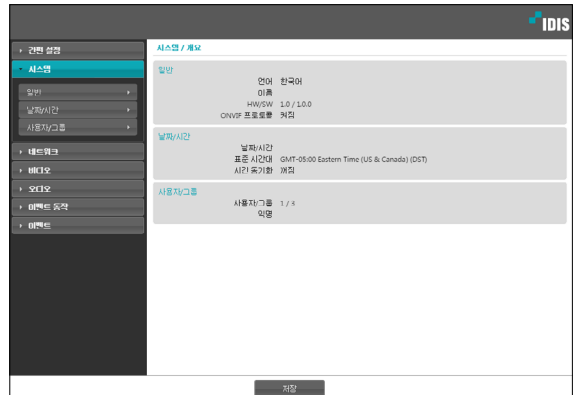 IDIS
간편 설정
시스템
일반
날짜/시간
사용자/그룹
네트워크
비디오
오디오
이벤트 동작
이벤트
시스템 / 개요
일반
언어 한국어
이름
HW/SW 1.0 / 1.0.0
ONVIF 프로토콜 켜짐
날짜/시간
날짜/시간
표준 시간대 GMT-05:00 Eastern Time (US & Canada) (DST)
시간 동기화 꺼짐
사용자/그룹
사용자/그룹 1 / 3
익명
저장